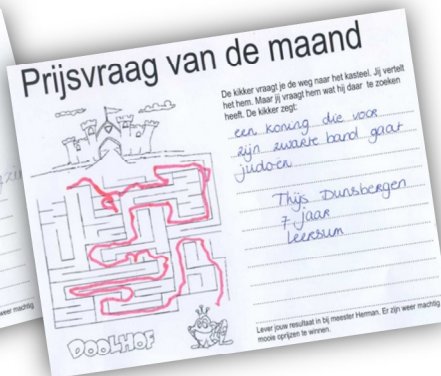 Prijsvraag van de maand
De kikker vraagt je de weg naar het kasteel. Jij vertelt
het hem. Maar jij vraagt hem wat hij daar te zoeken
heeft. De kikker zegt:
een koning die voor
zijn zwarte band gaat
judoën
Thijs Dunsbergen
7 jaar
Leersum
DOOLHOF
Lever jouw resultaat in bij meester Herman. Er zijn weer machtig
mooie oprijzen te winnen.
weer machtig